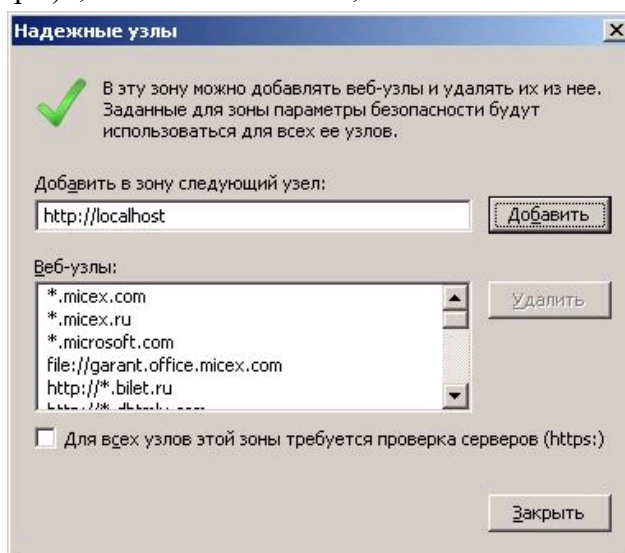 Надежные узлы
В эту зону можно добавлять веб-узлы и удалять их из нее.
Заданные для зоны параметры безопасности будут
использоваться для всех ее узлов.
Добавить в зону следующий узел:
http://localhost
Добавить
Веб-узлы:
*.micex.com
Удалить
*.micex.ru
*.microsoft.com
file://garant.office.micex.com
http://*.bilet.ru
Для всех узлов этой зоны требуется проверка серверов (https:)
Закрыть